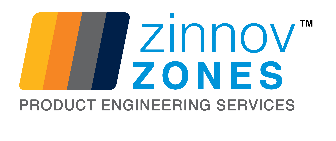 zinnov™
ZONES
PRODUCT ENGINEERING SERVICES